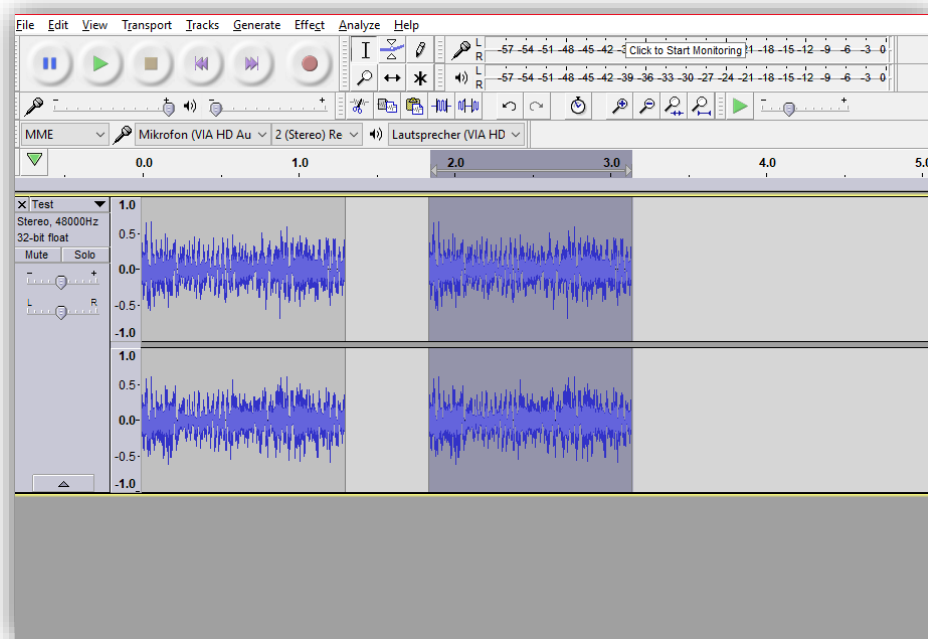 File Edit View Transport Tracks Generate Effect Analyze Help
L
R
-57 -54 -51 -48 -45 -42 -3 Click to Start Monitoring 1 -18 -15 -12 -9 -6 -3 0
L
R
-57 -54 -51 -48 -45 -42 -39 -36 -33 -30 -27 -24 -21 -18 -15 -12 -9 -6 -3 0
- + - +
- +
MME Mikrofon (VIA HD Au 2 (Stereo) Re Lautsprecher (VIA HD
0.0 1.0 2.0 3.0 4.0 5.0
X Test
Stereo, 48000Hz
32-bit float
Mute Solo
- +
L R
1.0
0.5-
0.0-
-0.5-
-1.0
1.0
0.5-
0.0-
-0.5-
-1.0